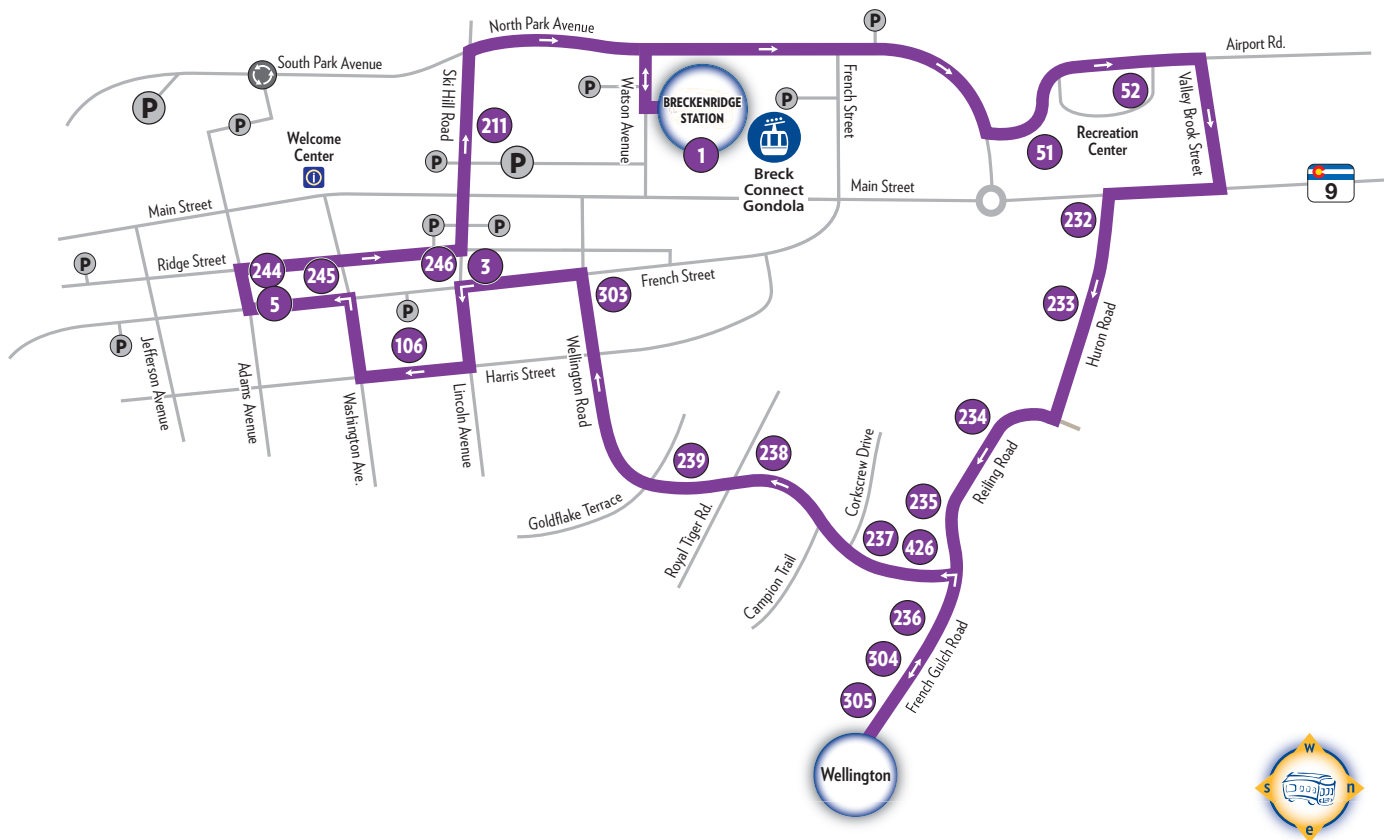 North Park Avenue
P
South Park Avenue
Airport Rd.
P
P
Ski Hill Road
211
P
Watson Avenue
BRECKENRIDGE
STATION
1
P
Breck
Connect
Gondola
French Street
52
51
Recreation
Center
Valley Brook Street
P
Welcome
Center
i
P
P
Main Street
9
Main Street
232
P
P
Ridge Street
P
244
245
246
3
French Street
5
303
233
P
P
106
Huron Road
Jefferson Avenue
Adams Avenue
Washington Ave.
Lincoln Avenue
Harris Street
Wellington Road
234
Reiling Road
239
238
Corkscrew Drive
235
Goldflake Terrace
Royal Tiger Rd.
237
426
Campion Trail
236
304
French Gulch Road
305
Wellington
w
s
n
e